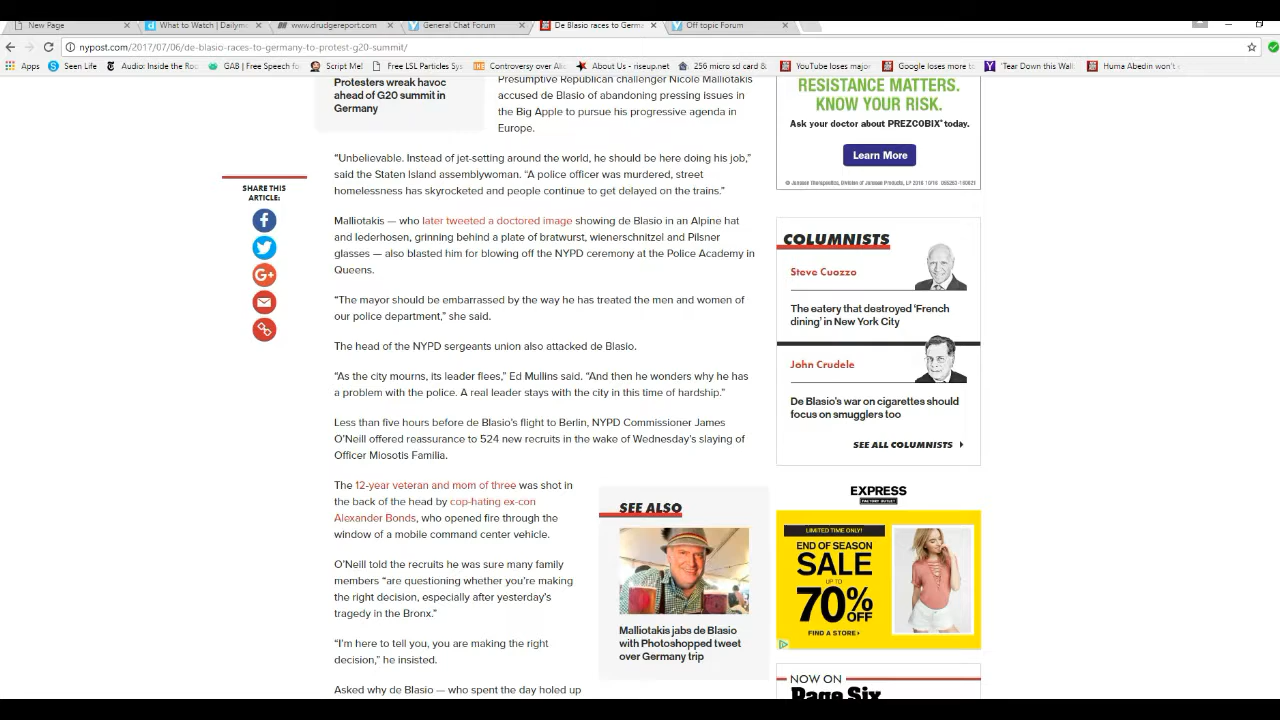 New Page
What to Watch | Dailymo
www.drudgereport.com
General Chat Forum
De Blasio races to Germa
Off topic Forum
nypost.com/2017/07/06/de-blasio-races-to-germany-to-protest-g20-summit/
Apps
Seen Life
Audio: Inside the Ro
GAB | Free Speech fo
Script Me!
Free LSL Particles Sys
Controversy over Al
About Us - riseup.net
256 micro sd card &
YouTube loses major
Google loses more to
'Tear Down this Wall
Huma Abedin won't
Protesters wreak havoc
ahead of G20 summit in
Germany
Presumptive Republican challenger Nicole Malliotakis
accused de Blasio of abandoning pressing issues in
the Big Apple to pursue his progressive agenda in
Europe.
“Unbelievable. Instead of jet-setting around the world, he should be here doing his job,”
said the Staten Island assemblywoman. “A police officer was murdered, street
homelessness has skyrocketed and people continue to get delayed on the trains.”
SHARE THIS
ARTICLE:
Malliotakis — who later tweeted a doctored image showing de Blasio in an Alpine hat
and lederhosen, grinning behind a plate of bratwurst, wienerschnitzel and Pilsner
glasses — also blasted him for blowing off the NYPD ceremony at the Police Academy in
Queens.
“The mayor should be embarrassed by the way he has treated the men and women of
our police department,” she said.
The head of the NYPD sergeants union also attacked de Blasio.
“As the city mourns, its leader flees,” Ed Mullins said. “And then he wonders why he has
a problem with the police. A real leader stays with the city in this time of hardship.”
Less than five hours before de Blasio’s flight to Berlin, NYPD Commissioner James
O’Neill offered reassurance to 524 new recruits in the wake of Wednesday’s slaying of
Officer Miosotis Familia.
The 12-year veteran and mom of three was shot in
the back of the head by cop-hating ex-con
Alexander Bonds, who opened fire through the
window of a mobile command center vehicle.
O’Neill told the recruits he was sure many family
members “are questioning whether you’re making
the right decision, especially after yesterday’s
tragedy in the Bronx.”
“I’m here to tell you, you are making the right
decision,” he insisted.
Asked why de Blasio — who spent the day holed up
SEE ALSO
Malliotakis jabs de Blasio
with Photoshopped tweet
over Germany trip
RESISTANCE MATTERS.
KNOW YOUR RISK.
Ask your doctor about PREZCOBIX® today.
Learn More
COLUMNISTS
Steve Cuozzo
The eatery that destroyed ‘French
dining’ in New York City
John Crudele
De Blasio’s war on cigarettes should
focus on smugglers too
SEE ALL COLUMNISTS
EXPRESS
FACTORY OUTLET
LIMITED TIME ONLY!
END OF SEASON
SALE
UP TO
70% OFF
FIND A STORE
NOW ON
Page Six